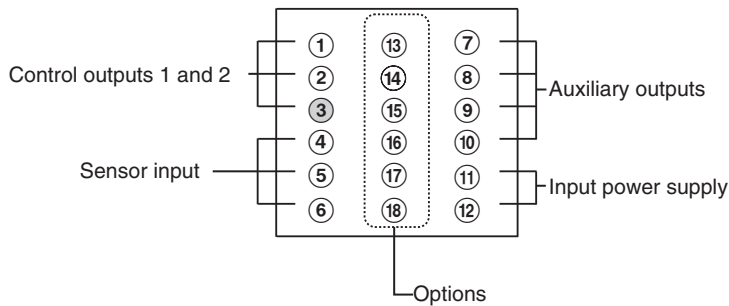 1 13 7
Control outputs 1 and 2 2 14 8 Auxiliary outputs
3 15 9
4 16 10
Sensor input 5 17 11 Input power supply
6 18 12
Options